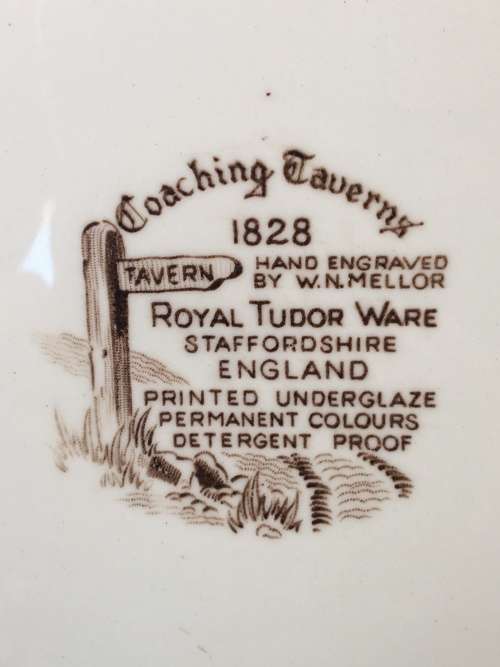 Coaching Taverns
1828
TAVERN
HAND ENGRAVED
BY W.N.MELLOR
ROYAL TUDOR WARE
STAFFORDSHIRE
ENGLAND
PRINTED UNDERGLAZE
PERMANENT COLOURS
DETERGENT PROOF